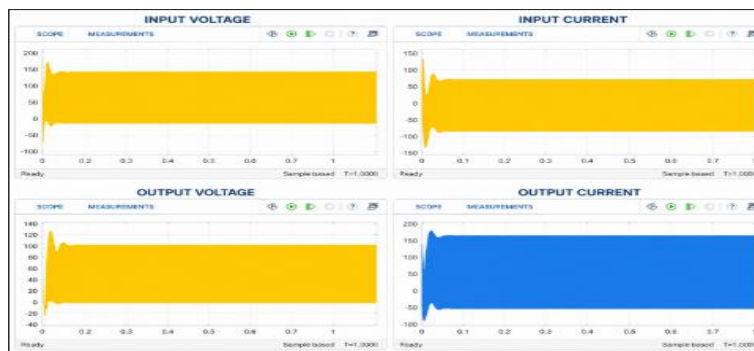 INPUT VOLTAGE
SCOPE MEASUREMENTS
200
150
100
50
0
-50
-100
0 0.2 0.3 0.4 0.5 0.6 0.7 1
Ready Sample based T=1.0000
INPUT CURRENT
SCOPE MEASUREMENTS
150
100
50
0
-50
-100
-150
0 0.1 0.2 0.3 0.4 0.5 0.6 0.7
Ready Sample based T=1.0000
OUTPUT VOLTAGE
SCOPE MEASUREMENTS
140
120
100
80
60
40
20
0
-20
-40
0 0.2 0.3 0.4 0.5 0.6 0.7 1
Ready Sample based T=1.0000
OUTPUT CURRENT
SCOPE MEASUREMENTS
200
150
100
50
0
-50
-100
0 0.1 0.2 0.3 0.4 0.5 0.6 0.7
Ready Sample based T=1.0000